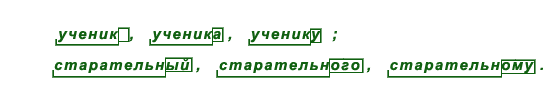 ученик, ученика, ученику;
старательный, старательного, старательному.